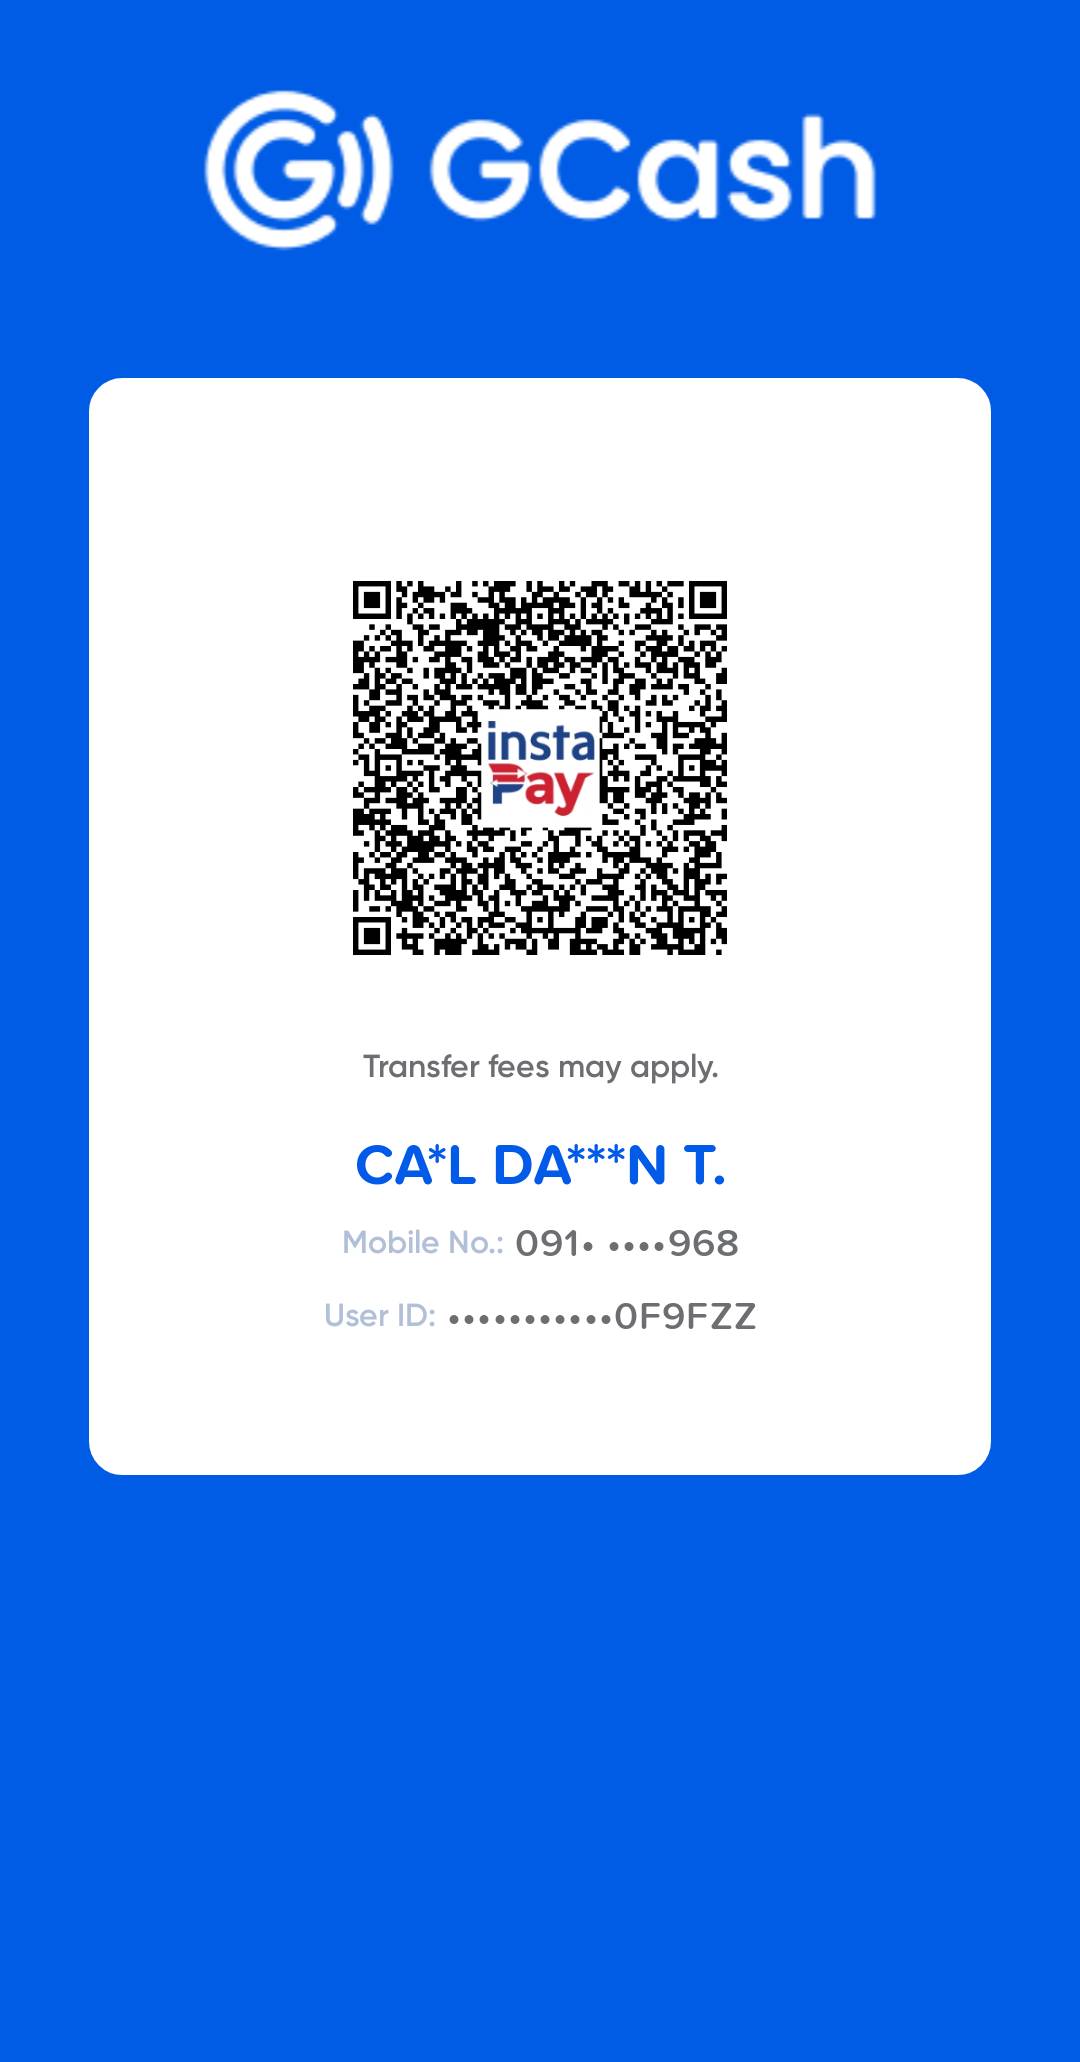 GCash
insta
Pay
Transfer fees may apply.
CA*L DA***N T.
Mobile No.: 091• ••••968
User ID: •••••••••••0F9FZZ